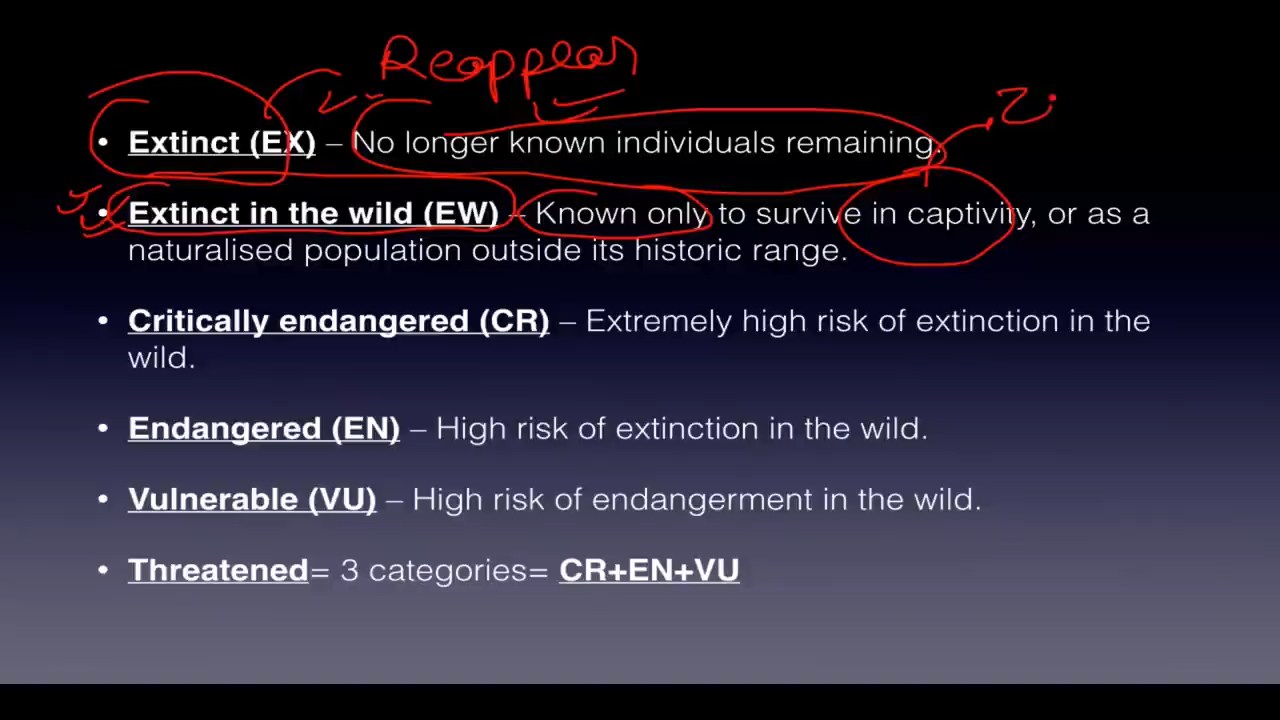 Reappear
• Extinct (EX) – No longer known individuals remaining.
• Extinct in the wild (EW) – Known only to survive in captivity, or as a
naturalised population outside its historic range.
• Critically endangered (CR) – Extremely high risk of extinction in the
wild.
• Endangered (EN) – High risk of extinction in the wild.
• Vulnerable (VU) – High risk of endangerment in the wild.
• Threatened= 3 categories= CR+EN+VU